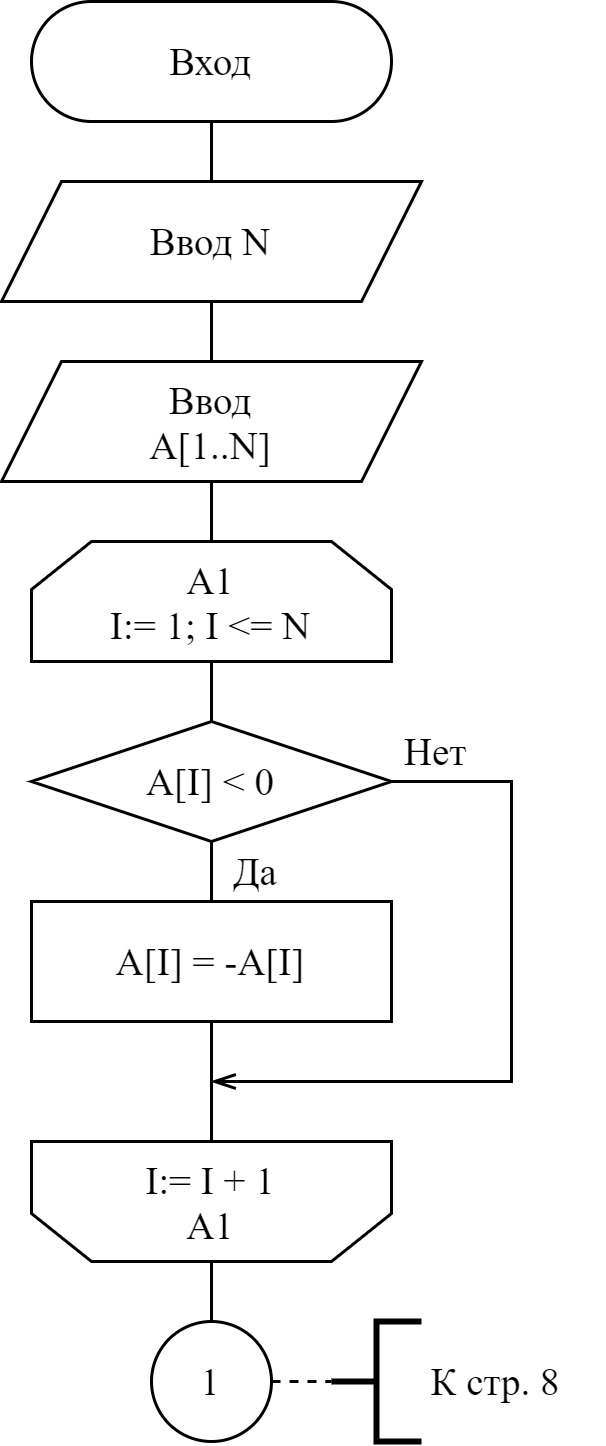 Вход
Ввод N
Ввод
A[1..N]
A1
I:= 1; I <= N
A[I] < 0
Нет
Да
A[I] = -A[I]
I:= I + 1
A1
1
К стр. 8